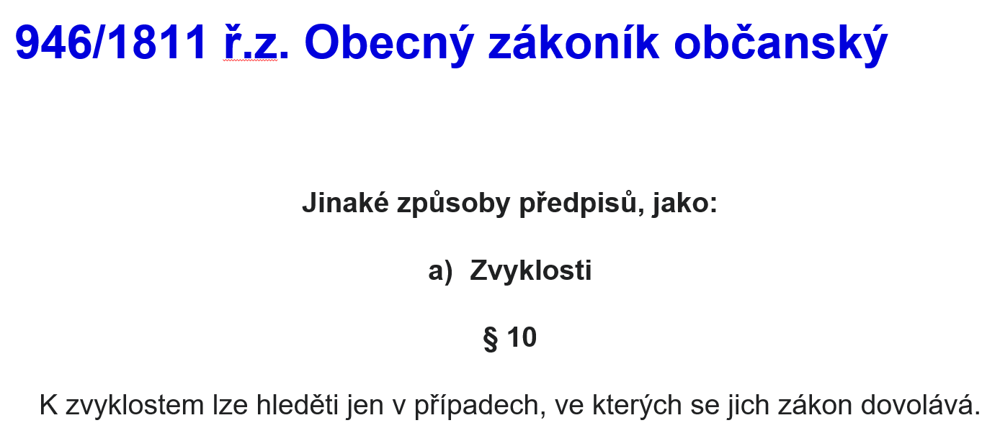 946/1811 ř.z. Obecný zákoník občanský
Jinaké způsoby předpisů, jako:
a) Zvyklosti
§ 10
K zvyklostem lze hleděti jen v případech, ve kterých se jich zákon dovolává.